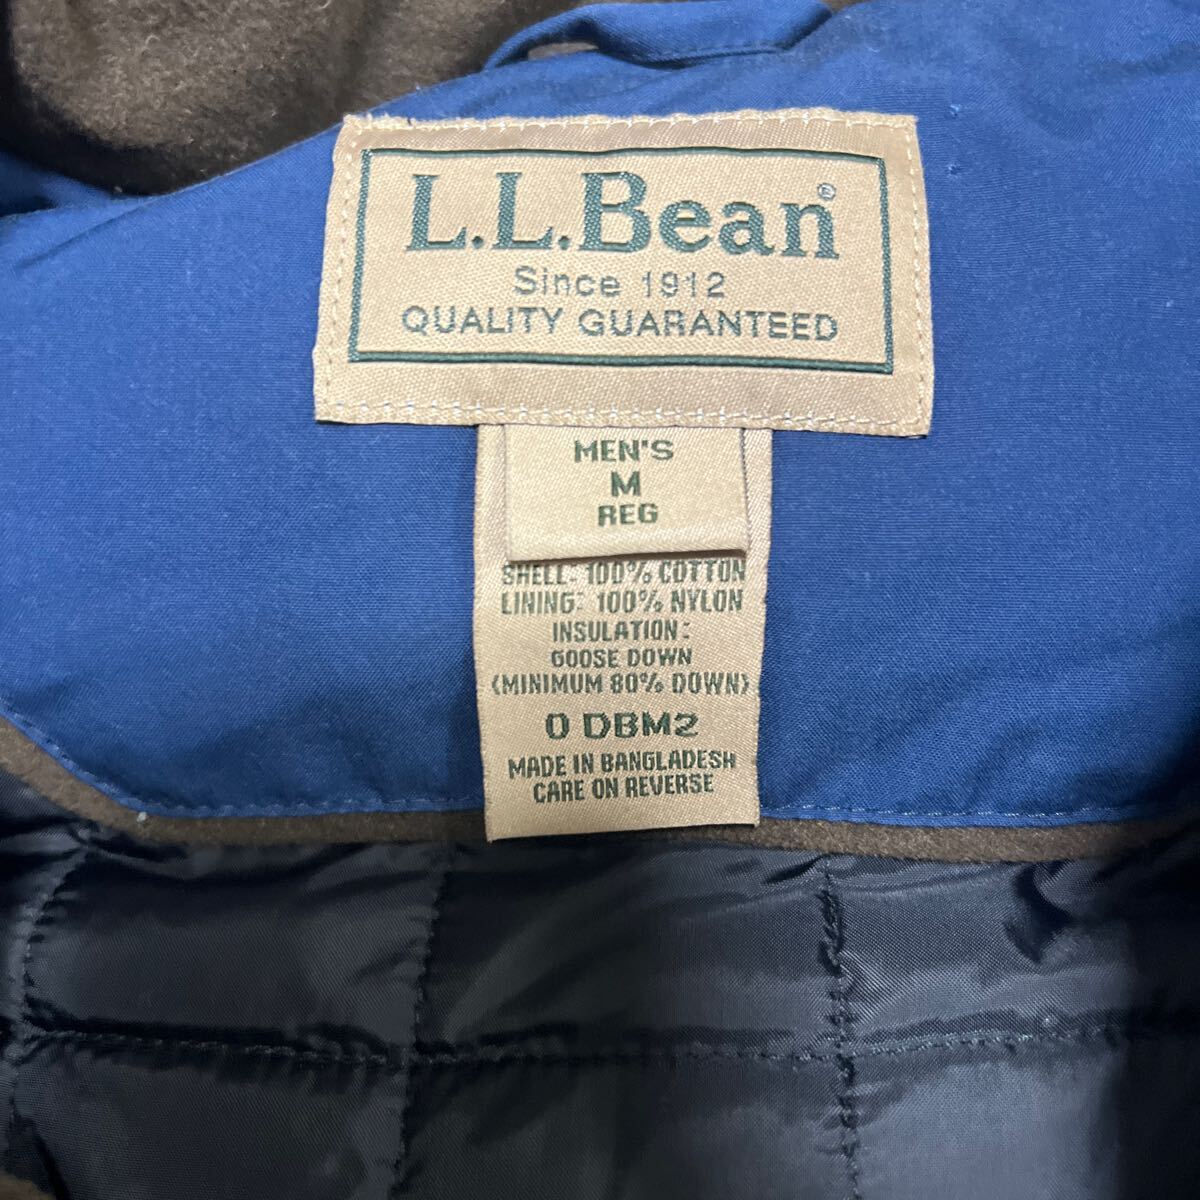 L.L.Bean®
Since 1912
QUALITY GUARANTEED
MEN'S
M
REG
SHELL: 100% COTTON
LINING: 100% NYLON
INSULATION:
GOOSE DOWN
(MINIMUM 80% DOWN)
0 DBM2
MADE IN BANGLADESH
CARE ON REVERSE